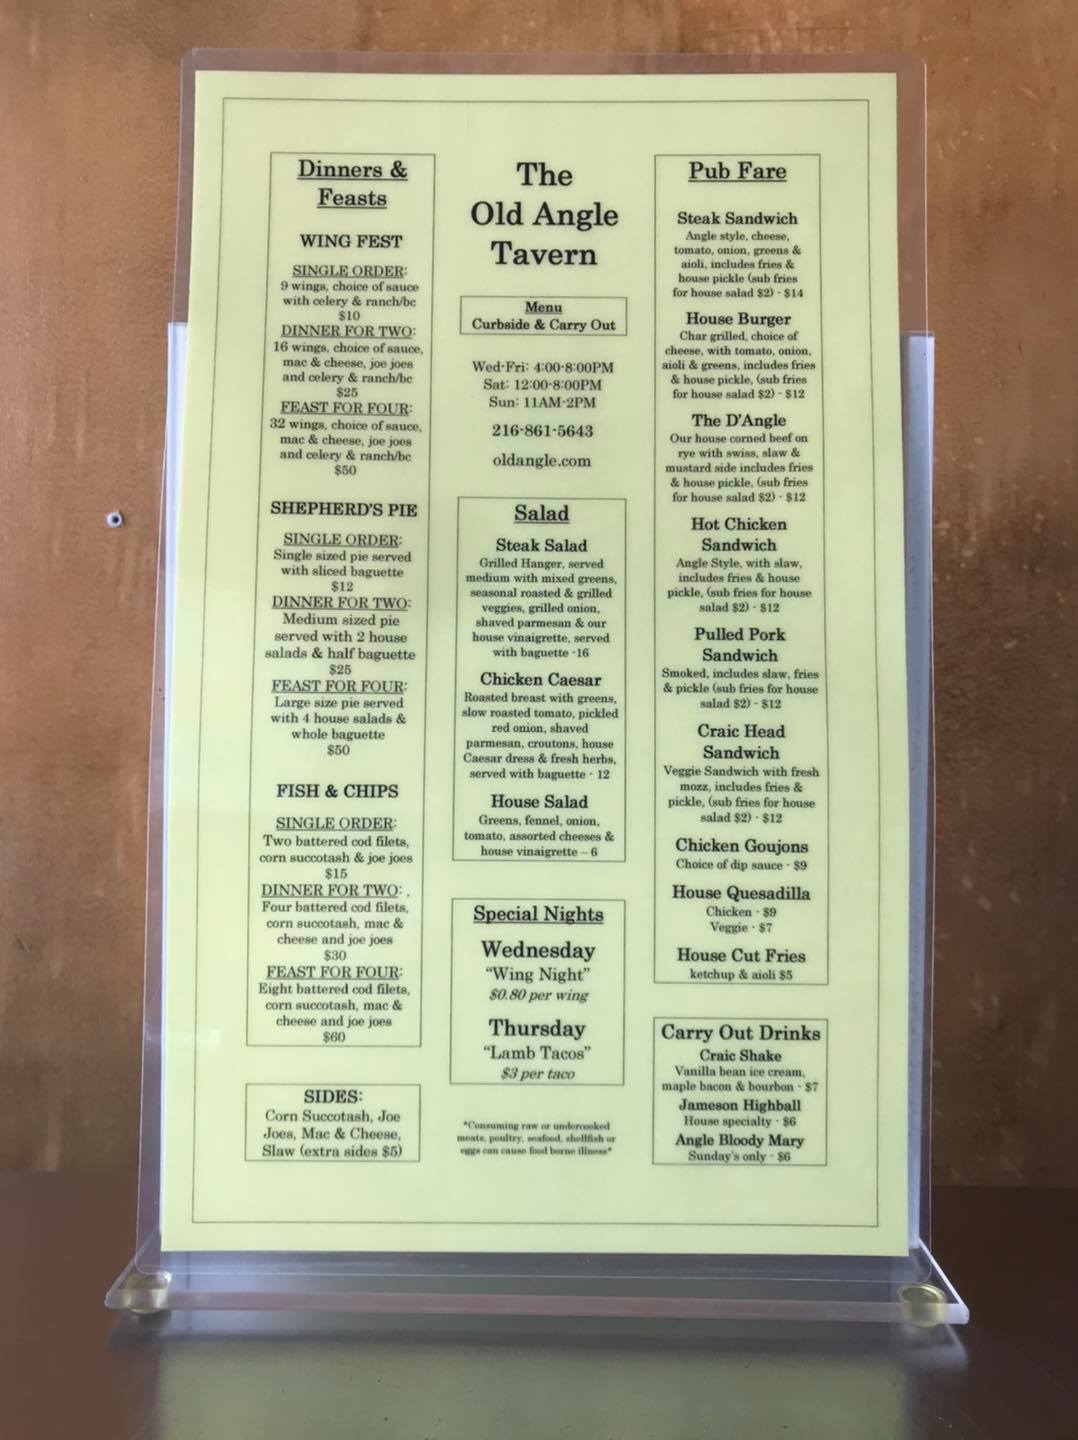 Dinners &
Feasts
WING FEST
SINGLE ORDER:
9 wings, choice of sauce
with celery & ranch/bc
$10
DINNER FOR TWO:
16 wings, choice of sauce,
mac & cheese, joe joes
and celery & ranch/bc
$25
FEAST FOR FOUR:
32 wings, choice of sauce,
mac & cheese, joe joes
and celery & ranch/bc
$50
SHEPHERD'S PIE
SINGLE ORDER:
Single sized pie served
with sliced baguette
$12
DINNER FOR TWO:
Medium sized pie
served with 2 house
salads & half baguette
$25
FEAST FOR FOUR:
Large size pie served
with 4 house salads &
whole baguette
$50
FISH & CHIPS
SINGLE ORDER:
Two battered cod filets,
corn succotash & joe joes
$15
DINNER FOR TWO: .
Four battered cod filets,
corn succotash, mac &
cheese and joe joes
$30
FEAST FOR FOUR:
Eight battered cod filets,
corn succotash, mac &
cheese and joe joes
$60
SIDES:
Corn Succotash, Joe
Joes, Mac & Cheese,
Slaw (extra sides $5)
The
Old Angle
Tavern
Menu
Curbside & Carry Out
Wed-Fri: 4:00-8:00PM
Sat: 12:00-8:00PM
Sun: 11AM-2PM
216-861-5643
oldangle.com
Salad
Steak Salad
Grilled Hanger, served
medium with mixed greens,
seasonal roasted & grilled
veggies, grilled onion,
shaved parmesan & our
house vinaigrette, served
with baguette -16
Chicken Caesar
Roasted breast with greens,
slow roasted tomato, pickled
red onion, shaved
parmesan, croutons, house
Caesar dress & fresh herbs,
served with baguette - 12
House Salad
Greens, fennel, onion,
tomato, assorted cheeses &
house vinaigrette – 6
Special Nights
Wednesday
"Wing Night"
$0.80 per wing
Thursday
"Lamb Tacos"
$3 per taco
*Consuming raw or undercooked
meats, poultry, seafood, shellfish or
eggs can cause food borne illness*
Pub Fare
Steak Sandwich
Angle style, cheese,
tomato, onion, greens &
aioli, includes fries &
house pickle (sub fries
for house salad $2) - $14
House Burger
Char grilled, choice of
cheese, with tomato, onion,
aioli & greens, includes fries
& house pickle, (sub fries
for house salad $2) - $12
The D'Angle
Our house corned beef on
rye with swiss, slaw &
mustard side includes fries
& house pickle, (sub fries
for house salad $2) - $12
Hot Chicken
Sandwich
Angle Style, with slaw,
includes fries & house
pickle, (sub fries for house
salad $2) - $12
Pulled Pork
Sandwich
Smoked, includes slaw, fries
& pickle (sub fries for house
salad $2) - $12
Craic Head
Sandwich
Veggie Sandwich with fresh
mozz, includes fries &
pickle, (sub fries for house
salad $2) - $12
Chicken Goujons
Choice of dip sauce - $9
House Quesadilla
Chicken - $9
Veggie - $7
House Cut Fries
ketchup & aioli $5
Carry Out Drinks
Craic Shake
Vanilla bean ice cream,
maple bacon & bourbon - $7
Jameson Highball
House specialty - $6
Angle Bloody Mary
Sunday's only - $6